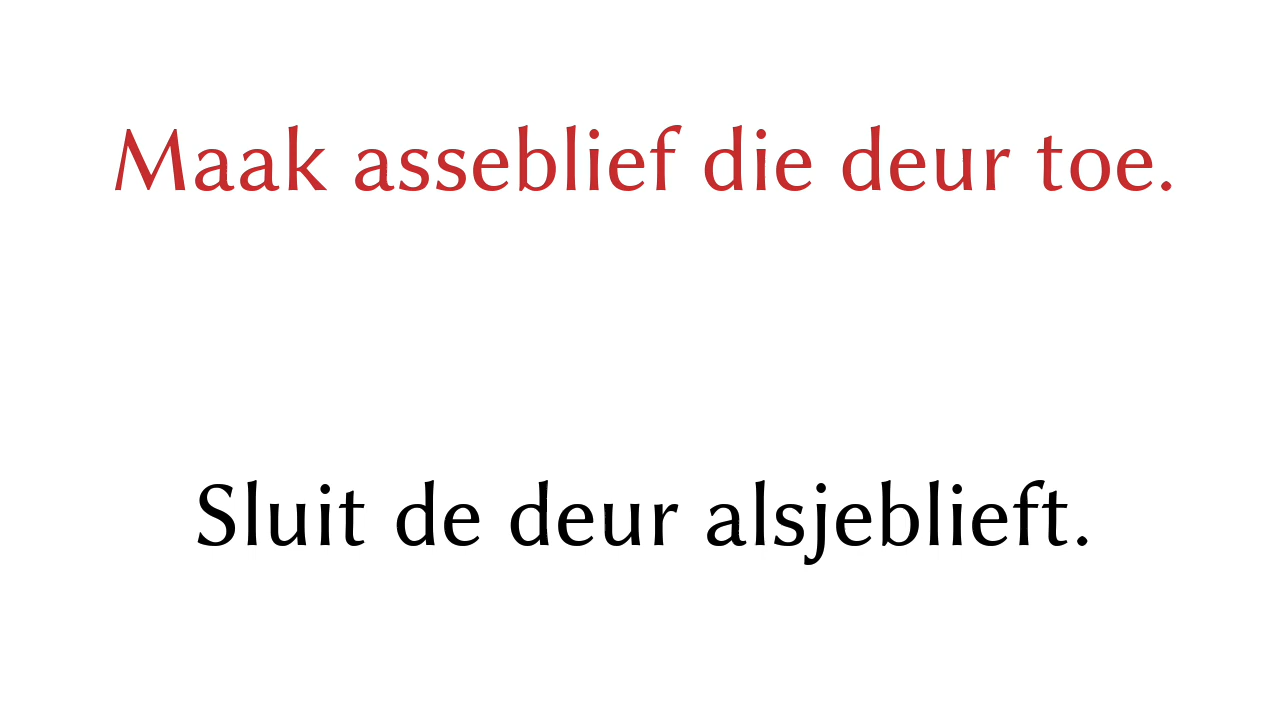 Maak asseblief die deur toe.
Sluit de deur alsjeblieft.